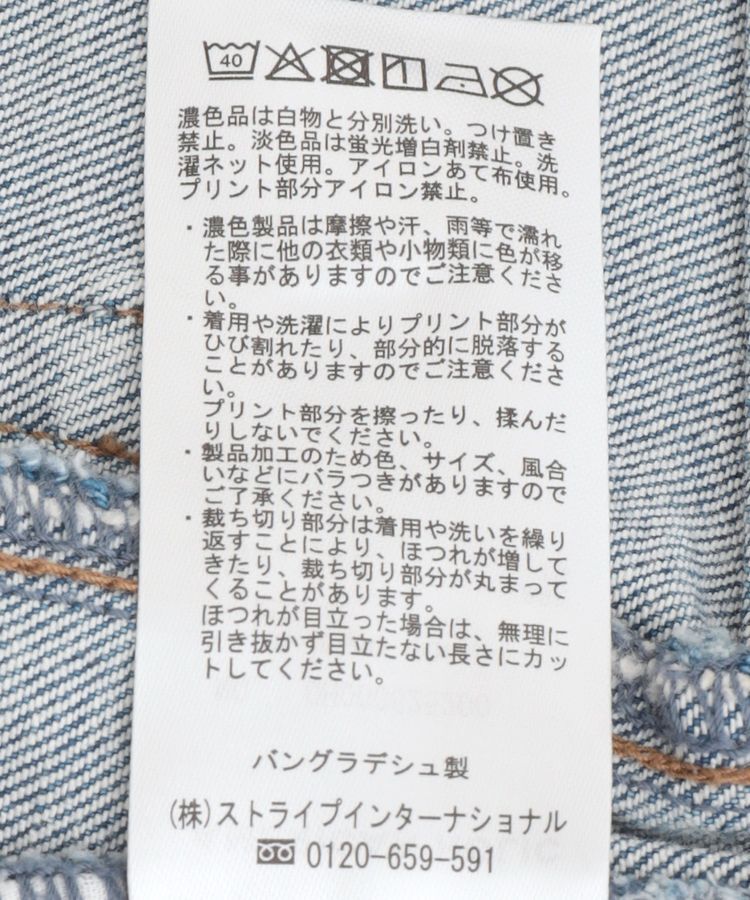 40
濃色品は白物と分別洗い。つけ置き
禁止。淡色品は蛍光増白剤禁止。洗
濯ネット使用。アイロンあて布使用。
プリント部分アイロン禁止。
・濃色製品は摩擦や汗、雨等で濡れ
た際に他の衣類や小物類に色が移
る事がありますのでご注意くださ
い。
・着用や洗濯によりプリント部分が
ひび割れたり、部分的に脱落する
ことがありますのでご注意くださ
い。
プリント部分を擦ったり、揉んだ
りしないでください。
・製品加工のため色、サイズ、風合
いなどにバラつきがありますので
ご了承ください。
・裁ち切り部分は着用や洗いを繰り
返すことにより、ほつれが増して
きたり、裁ち切り部分が丸まって
くることがあります。
ほつれが目立った場合は、無理に
引き抜かず目立たない長さにカッ
トしてください。
バングラデシュ製
(株)ストライプインターナショナル
0120-659-591